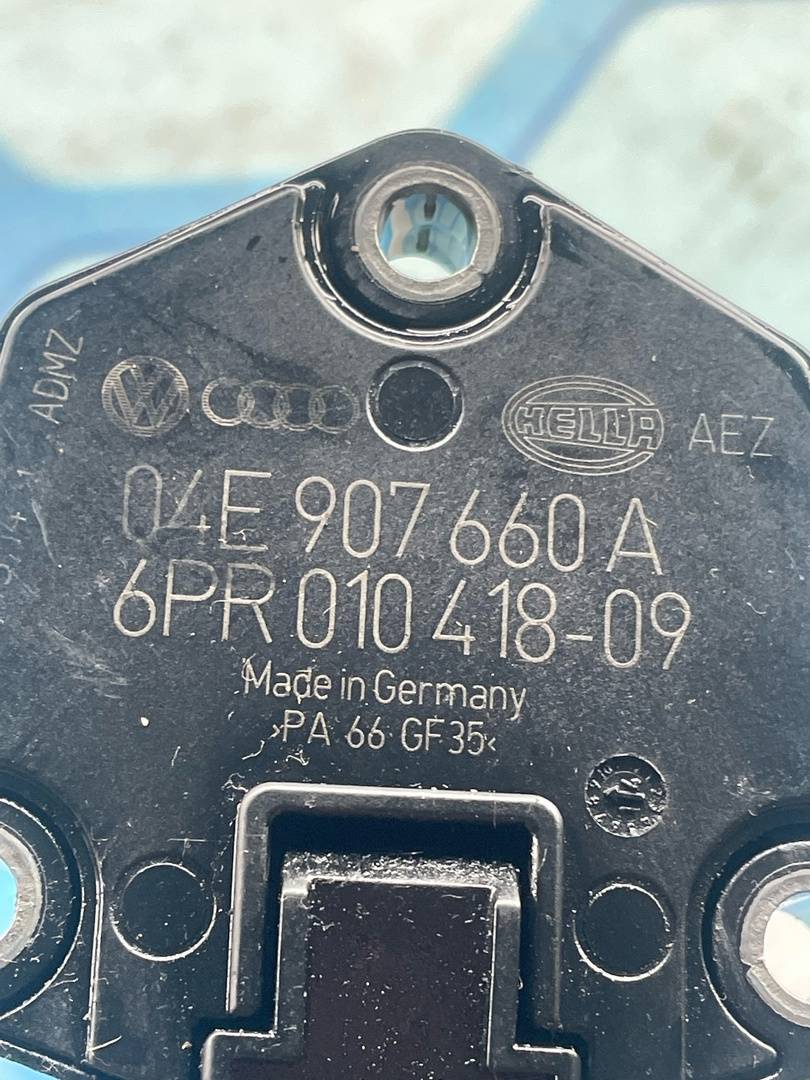 ADMZ
HELLA AEZ
04E 907 660 A
6PR 010 418-09
Made in Germany
>PA 66 GF35<